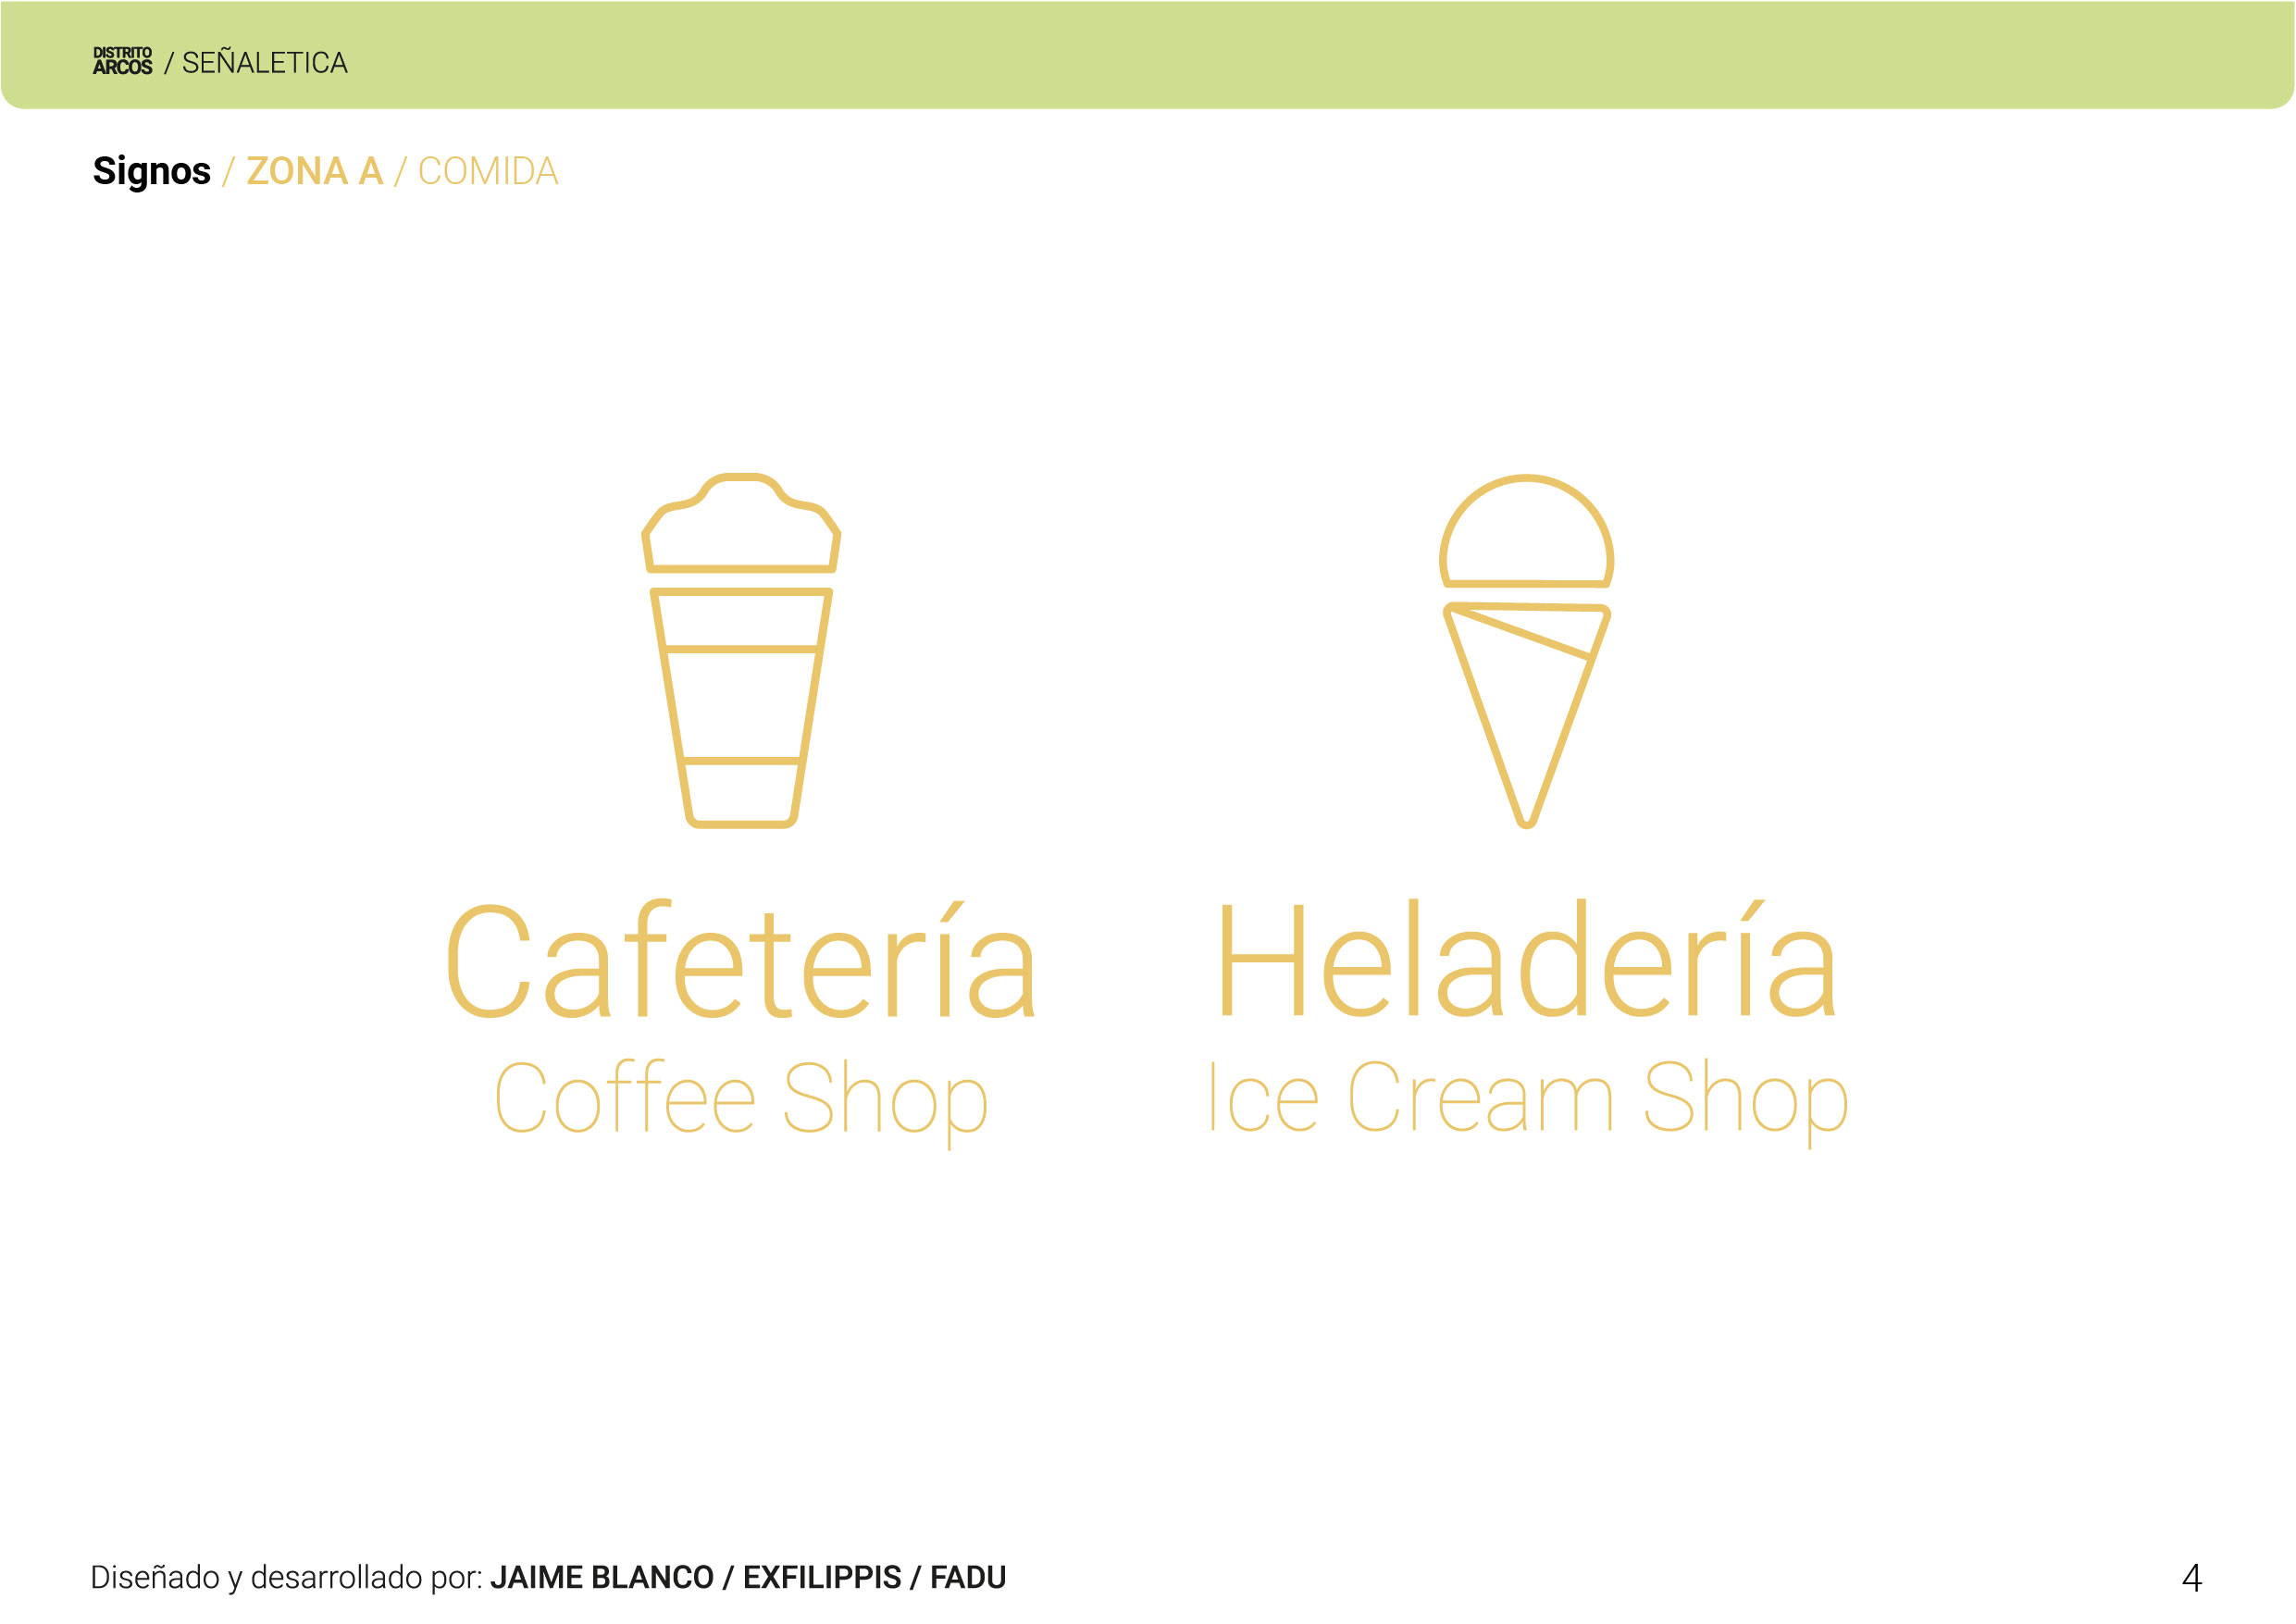 DISTRITO
ARCOS / SEÑALETICA
Signos / ZONA A / COMIDA
Cafetería
Coffee Shop
Heladería
Ice Cream Shop
Diseñado y desarrollado por: JAIME BLANCO / EXFILIPPIS / FADU
4